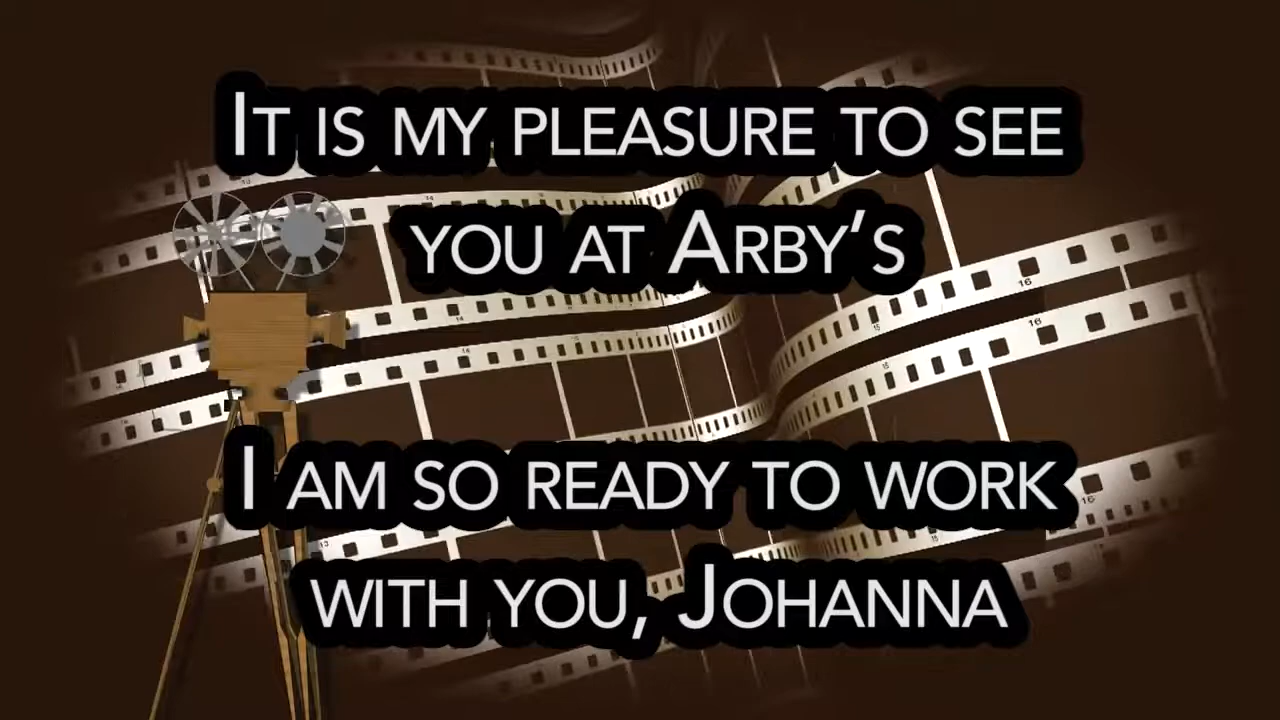 It is my pleasure to see
you at Arby's
I am so ready to work
with you, Johanna